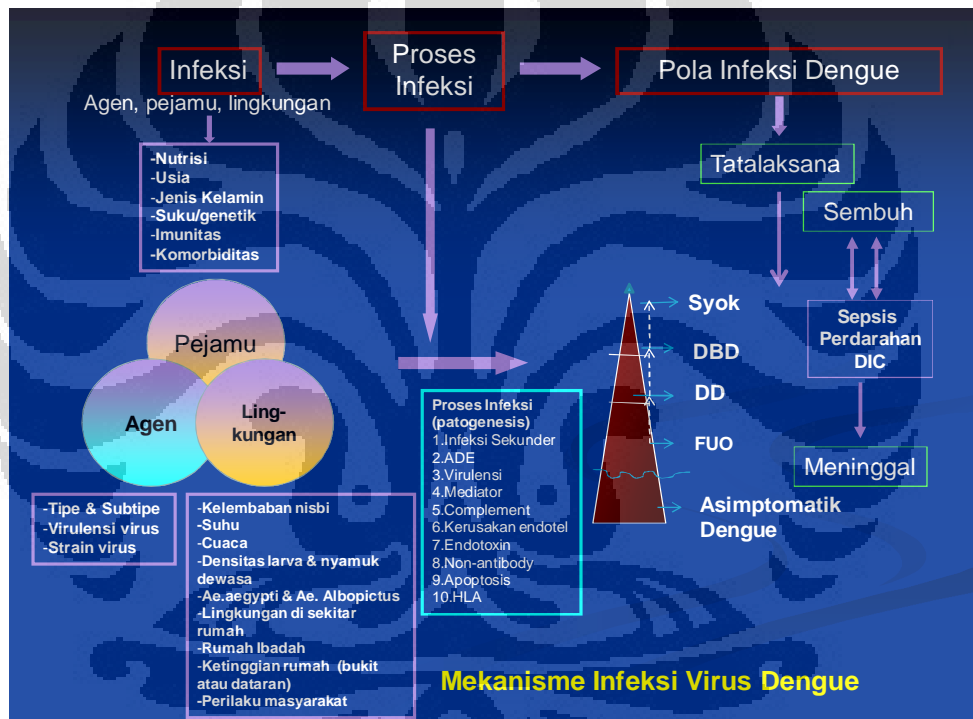 Infeksi
Proses
Infeksi
Pola Infeksi Dengue
Agen, pejamu, lingkungan
-Nutrisi
-Usia
-Jenis Kelamin
-Suku/genetik
-Imunitas
-Komorbiditas
Tatalaksana
Sembuh
Pejamu
Agen
Ling-
kungan
Syok
DBD
DD
FUO
Asimptomatik
Dengue
Sepsis
Perdarahan
DIC
Meninggal
Proses Infeksi
(patogenesis)
1.Infeksi Sekunder
2.ADE
3.Virulensi
4.Mediator
5.Complement
6.Kerusakan endotel
7.Endotoxin
8.Non-antibody
9.Apoptosis
10.HLA
-Tipe & Subtipe
-Virulensi virus
-Strain virus
-Kelembaban nisbi
-Suhu
-Cuaca
-Densitas larva & nyamuk
dewasa
-Ae.aegypti & Ae. Albopictus
-Lingkungan di sekitar
rumah
-Rumah Ibadah
-Ketinggian rumah (bukit
atau dataran)
-Perilaku masyarakat
Mekanisme Infeksi Virus Dengue